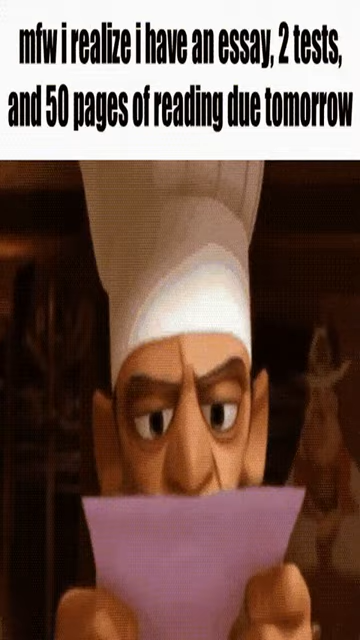 mfw i realize i have an essay, 2 tests,
and 50 pages of reading due tomorrow